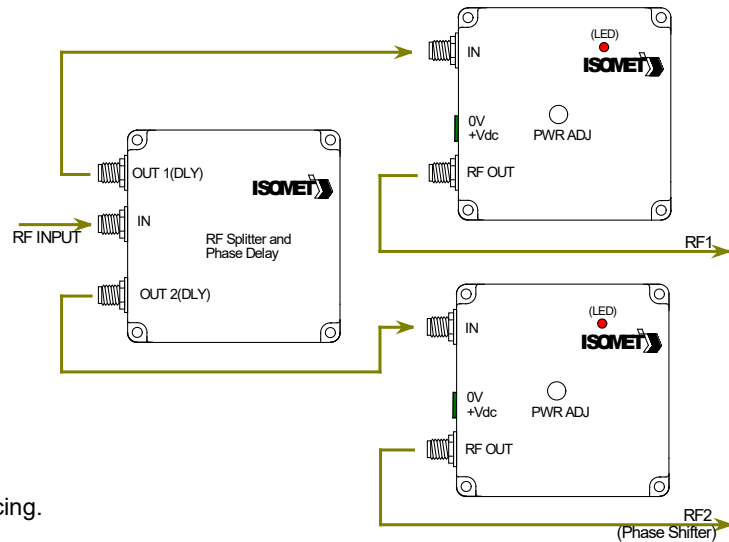 (LED)
ISOMET
IN
0V
+Vdc
PWR ADJ
RF OUT
RF1
OUT 1(DLY)
ISOMET
IN
RF INPUT
RF Splitter and
Phase Delay
OUT 2(DLY)
(LED)
ISOMET
IN
0V
+Vdc
PWR ADJ
RF OUT
RF2
(Phase Shifter)
cing.